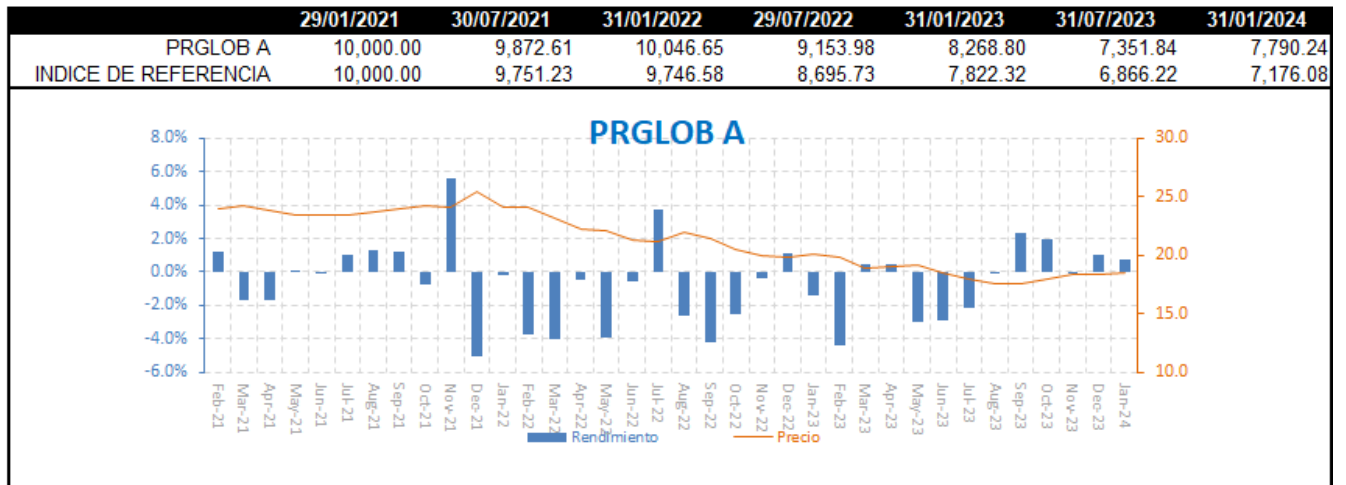 29/01/2021 30/07/2021 31/01/2022 29/07/2022 31/01/2023 31/07/2023 31/01/2024
PRGLOB A 10,000.00 9,872.61 10,046.65 9,153.98 8,268.80 7,351.84 7,790.24
INDICE DE REFERENCIA 10,000.00 9,751.23 9,746.58 8,695.73 7,822.32 6,866.22 7,176.08
PRGLOB A
8.0% 30.0
6.0%
25.0
4.0%
2.0%
20.0
0.0%
-2.0%
15.0
-4.0%
-6.0% 10.0
Feb-21 Mar-21 Apr-21 May-21 Jun-21 Jul-21 Aug-21 Sep-21 Oct-21 Nov-21 Dec-21 Jan-22 Feb-22 Mar-22 Apr-22 May-22 Jun-22 Jul-22 Aug-22 Sep-22 Oct-22 Nov-22 Dec-22 Jan-23 Feb-23 Mar-23 Apr-23 May-23 Jun-23 Jul-23 Aug-23 Sep-23 Oct-23 Nov-23 Dec-23 Jan-24
Rendimiento Precio